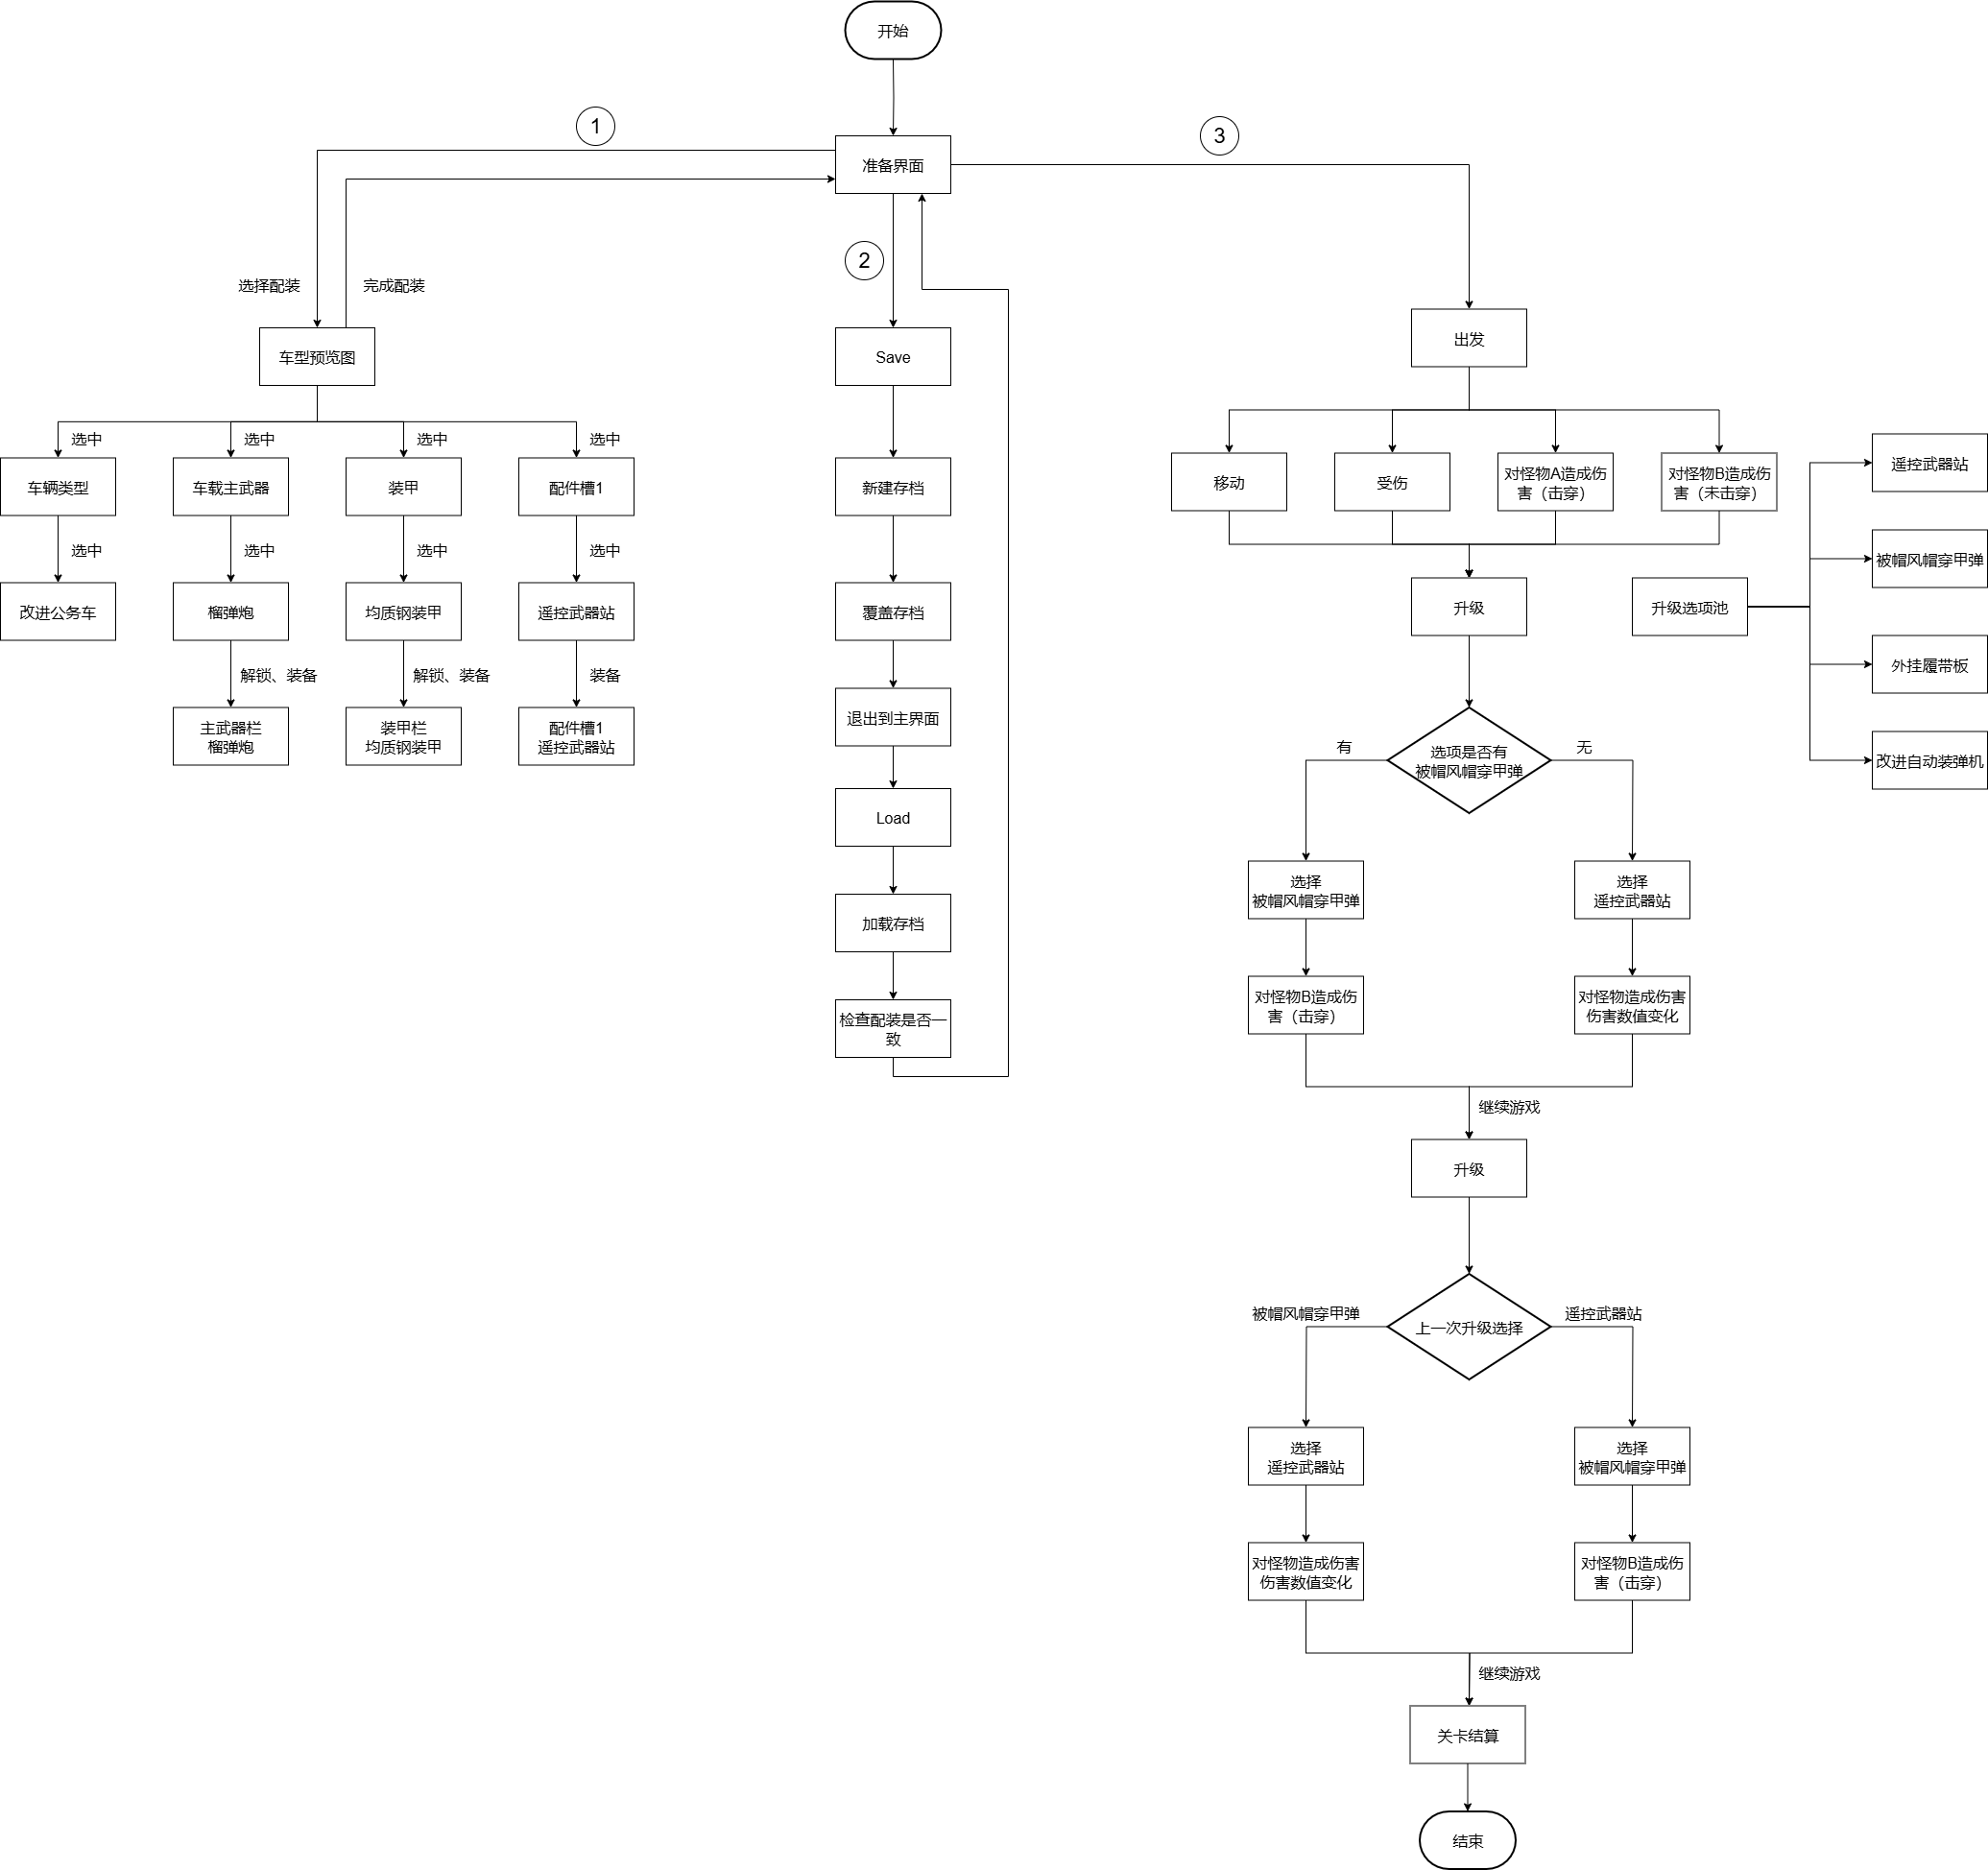 开始
1
3
准备界面
2
选择配装
完成配装
车型预览图
Save
出发
选中
选中
选中
选中
车辆类型
车载主武器
装甲
配件槽1
新建存档
移动
受伤
对怪物A造成伤
害（击穿）
对怪物B造成伤
害（未击穿）
遥控武器站
选中
选中
选中
选中
被帽风帽穿甲弹
改进公务车
榴弹炮
均质钢装甲
遥控武器站
覆盖存档
升级
升级选项池
解锁、装备
解锁、装备
装备
外挂履带板
主武器栏
榴弹炮
装甲栏
均质钢装甲
配件槽1
遥控武器站
退出到主界面
有
无
选项是否有
被帽风帽穿甲弹
改进自动装弹机
Load
选择
被帽风帽穿甲弹
选择
遥控武器站
加载存档
对怪物B造成伤
害（击穿）
对怪物造成伤害
伤害数值变化
检查配装是否一
致
继续游戏
升级
被帽风帽穿甲弹
遥控武器站
上一次升级选择
选择
遥控武器站
选择
被帽风帽穿甲弹
对怪物造成伤害
伤害数值变化
对怪物B造成伤
害（击穿）
继续游戏
关卡结算
结束